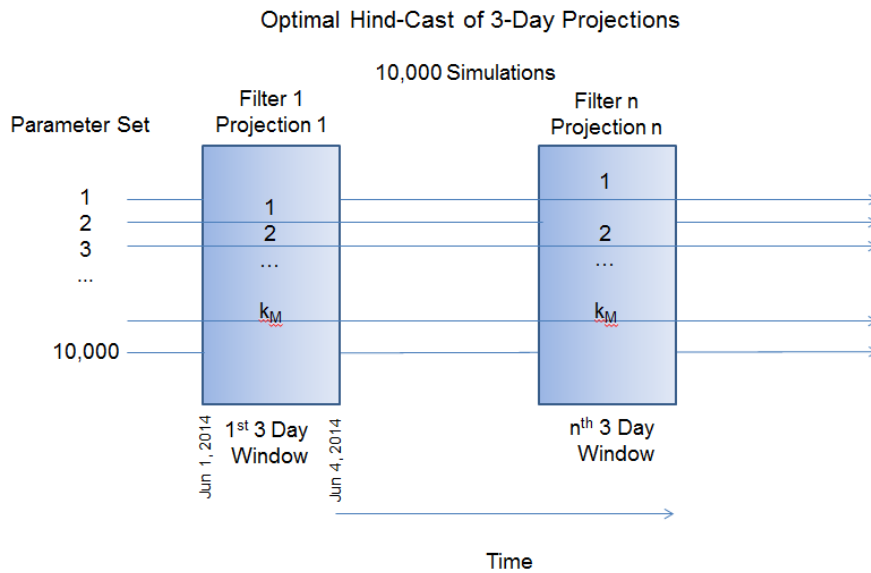 Optimal Hind-Cast of 3-Day Projections
10,000 Simulations
Parameter Set
Filter 1
Projection 1
Filter n
Projection n
1
2
3
...
10,000
1
2
...
kM
1
2
...
kM
Jun 1, 2014
1st 3 Day
Window
Jun 4, 2014
nth 3 Day
Window
Time